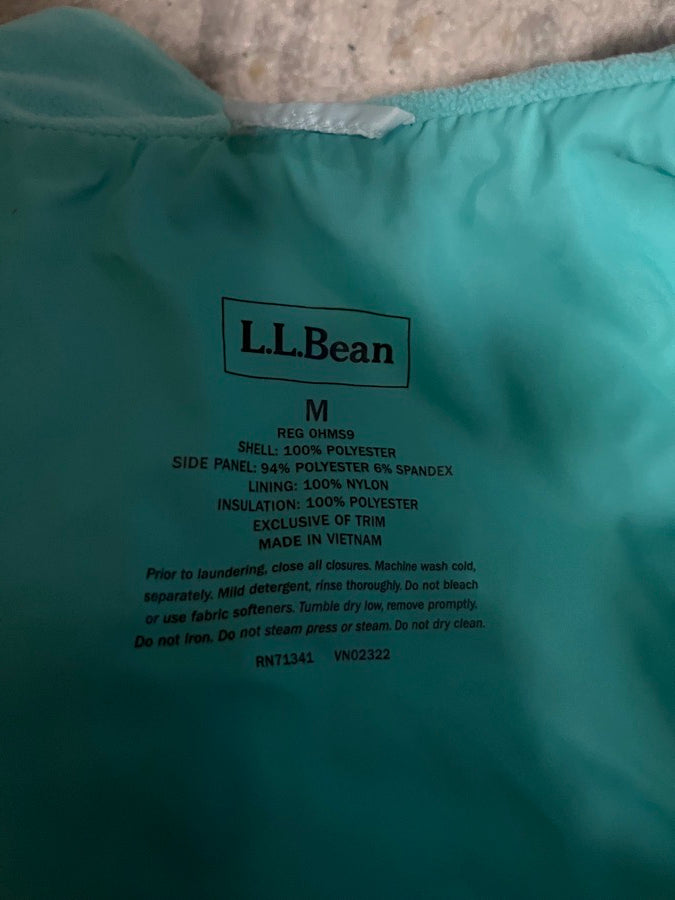 L.L.Bean
M
REG OHMS9
SHELL: 100% POLYESTER
SIDE PANEL: 94% POLYESTER 6% SPANDEX
LINING: 100% NYLON
INSULATION: 100% POLYESTER
EXCLUSIVE OF TRIM
MADE IN VIETNAM
Prior to laundering, close all closures. Machine wash cold,
separately. Mild detergent, rinse thoroughly. Do not bleach
or use fabric softeners. Tumble dry low, remove promptly.
Do not iron. Do not steam press or steam. Do not dry clean.
RN71341 VN02322